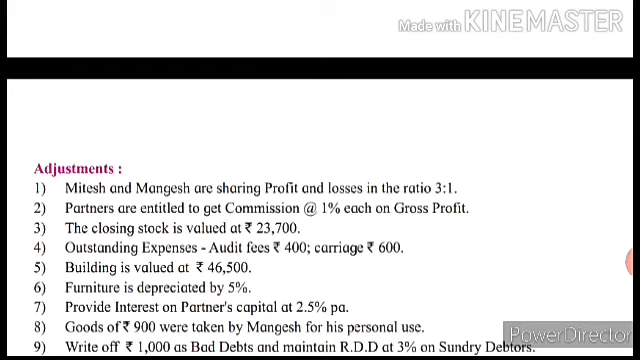 Made with KINEMASTER
Adjustments :
1) Mitesh and Mangesh are sharing Profit and losses in the ratio 3:1.
2) Partners are entitled to get Commission @ 1% each on Gross Profit.
3) The closing stock is valued at ₹ 23,700.
4) Outstanding Expenses - Audit fees ₹ 400; carriage ₹ 600.
5) Building is valued at ₹ 46,500.
6) Furniture is depreciated by 5%.
7) Provide Interest on Partner's capital at 2.5% pa.
8) Goods of ₹ 900 were taken by Mangesh for his personal use.
9) Write off ₹ 1,000 as Bad Debts and maintain R.D.D at 3% on Sundry Debtors.
PowerDirector